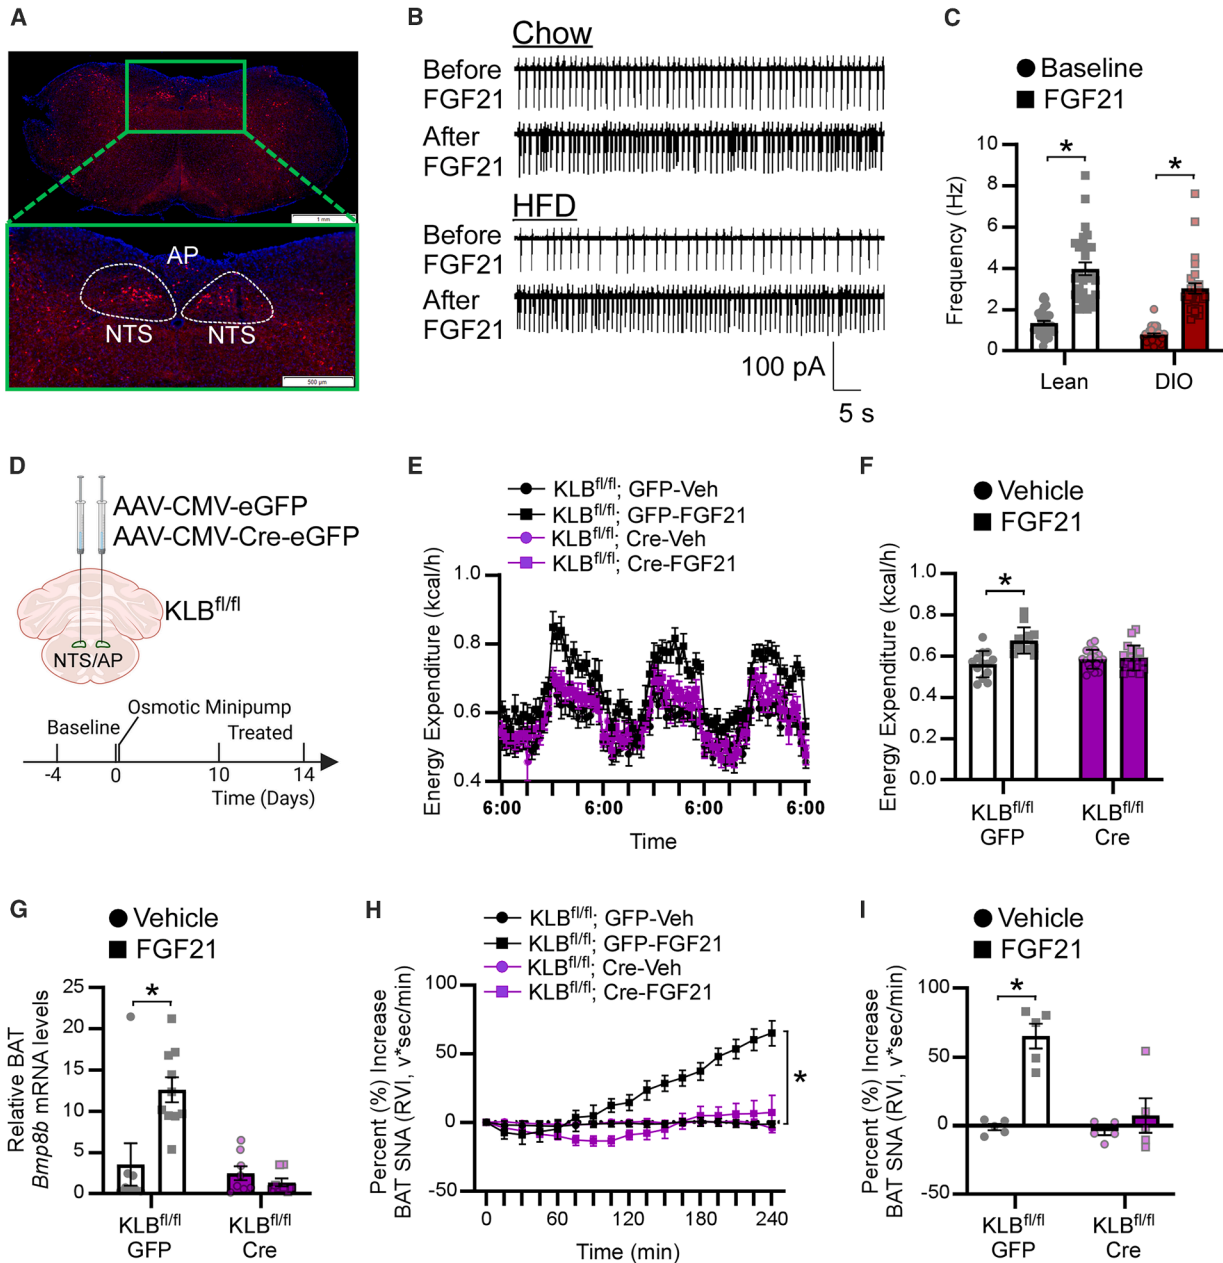 A
1 mm
AP
NTS
NTS
500 μm
B
Chow
Before
FGF21
After
FGF21
HFD
Before
FGF21
After
FGF21
100 pA
5 s
C
Baseline
FGF21
Frequency (Hz)
10
8
6
4
2
0
*
*
Lean
DIO
D
AAV-CMV-eGFP
AAV-CMV-Cre-eGFP
KLBfl/fl
NTS/AP
Osmotic Minipump
Baseline
Treated
-4
0
10
14
Time (Days)
E
KLBfl/fl; GFP-Veh
KLBfl/fl; GFP-FGF21
KLBfl/fl; Cre-Veh
KLBfl/fl; Cre-FGF21
Energy Expenditure (kcal/h)
1.0
0.8
0.6
0.4
6:00
6:00
6:00
6:00
Time
F
Vehicle
FGF21
Energy Expenditure (kcal/h)
1.0
0.8
0.6
0.4
0.2
0.0
*
KLBfl/fl
GFP
KLBfl/fl
Cre
G
Vehicle
FGF21
Relative BAT
Bmp8b mRNA levels
25
20
15
10
5
0
*
KLBfl/fl
GFP
KLBfl/fl
Cre
H
KLBfl/fl; GFP-Veh
KLBfl/fl; GFP-FGF21
KLBfl/fl; Cre-Veh
KLBfl/fl; Cre-FGF21
Percent (%) Increase
BAT SNA (RVI, v*sec/min)
100
50
0
-50
*
0
60
120
180
240
Time (min)
I
Vehicle
FGF21
Percent (%) Increase
BAT SNA (RVI, v*sec/min)
100
50
0
-50
*
KLBfl/fl
GFP
KLBfl/fl
Cre